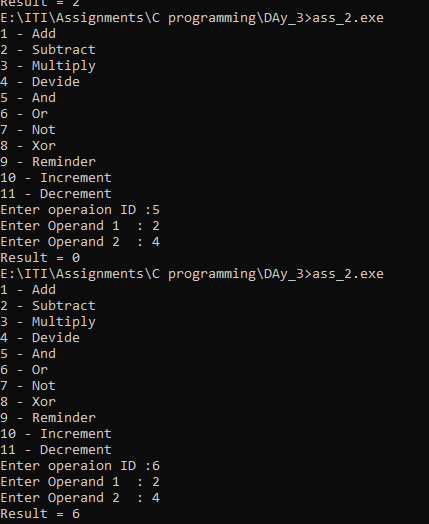 Result = 2
E:\ITI\Assignments\C programming\DAy_3>ass_2.exe
1 - Add
2 - Subtract
3 - Multiply
4 - Devide
5 - And
6 - Or
7 - Not
8 - Xor
9 - Reminder
10 - Increment
11 - Decrement
Enter operaion ID :5
Enter Operand 1  : 2
Enter Operand 2  : 4
Result = 0
E:\ITI\Assignments\C programming\DAy_3>ass_2.exe
1 - Add
2 - Subtract
3 - Multiply
4 - Devide
5 - And
6 - Or
7 - Not
8 - Xor
9 - Reminder
10 - Increment
11 - Decrement
Enter operaion ID :6
Enter Operand 1  : 2
Enter Operand 2  : 4
Result = 6